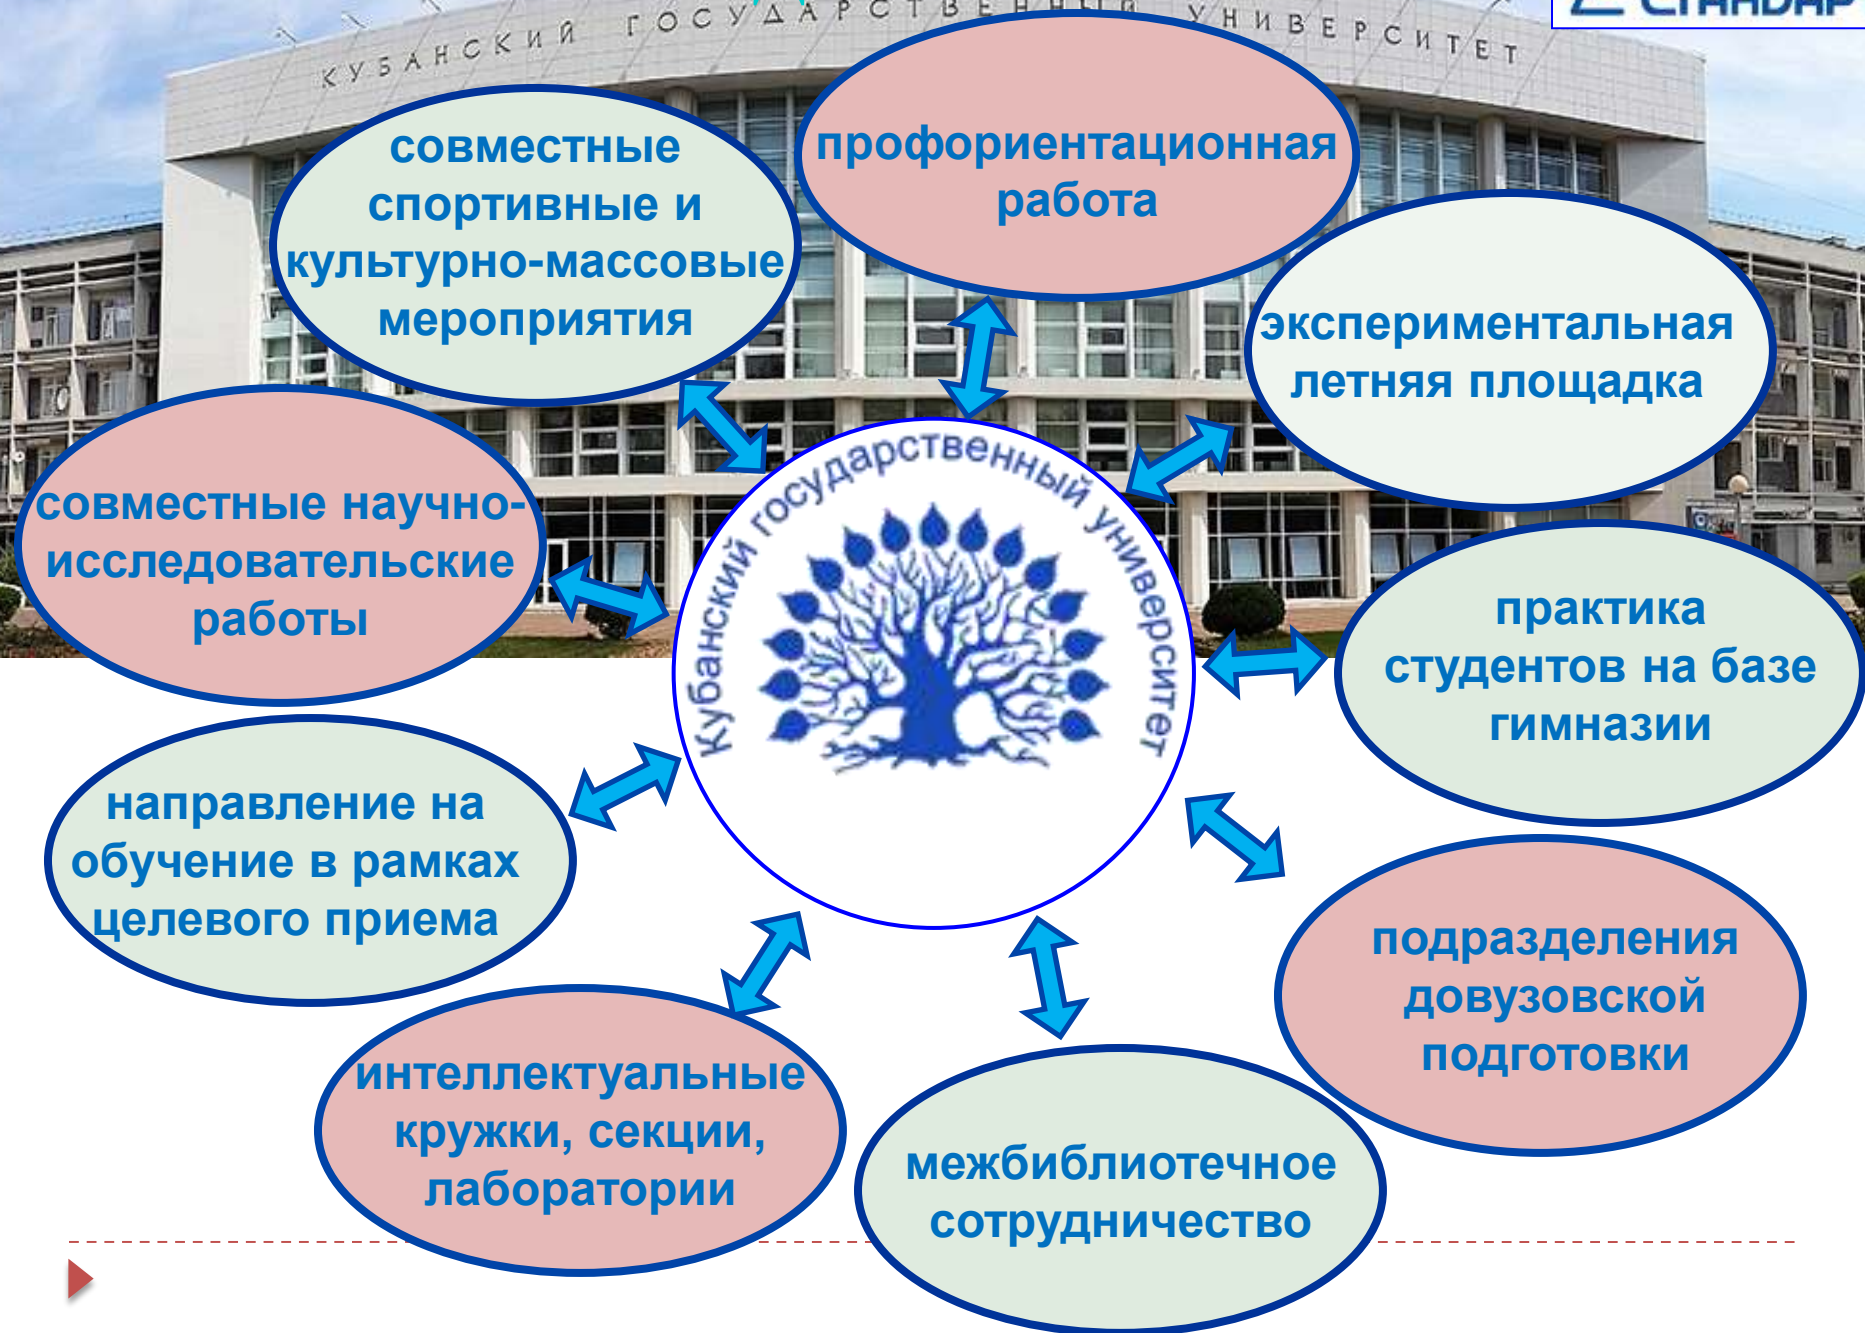 КУБАНСКИЙ ГОСУДАРСТВЕННЫЙ УНИВЕРСИТЕТ
совместные
спортивные и
культурно-массовые
мероприятия
профориентационная
работа
экспериментальная
летняя площадка
совместные научно-
исследовательские
работы
Кубанский государственный университет
практика
студентов на базе
гимназии
направление на
обучение в рамках
целевого приема
подразделения
довузовской
подготовки
интеллектуальные
кружки, секции,
лаборатории
межбиблиотечное
сотрудничество